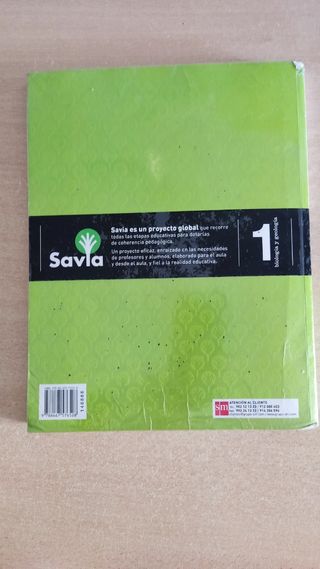 Savia
Savia es un proyecto global que recorre
todas las etapas educativas para dotarlas
de coherencia pedagógica.
Un proyecto eficaz, enraizado en las necesidades
de profesores y alumnos, elaborado para el aula
y desde el aula, y fiel a la realidad educativa.
1
biología y geología
146888
sm
ATENCIÓN AL CLIENTE